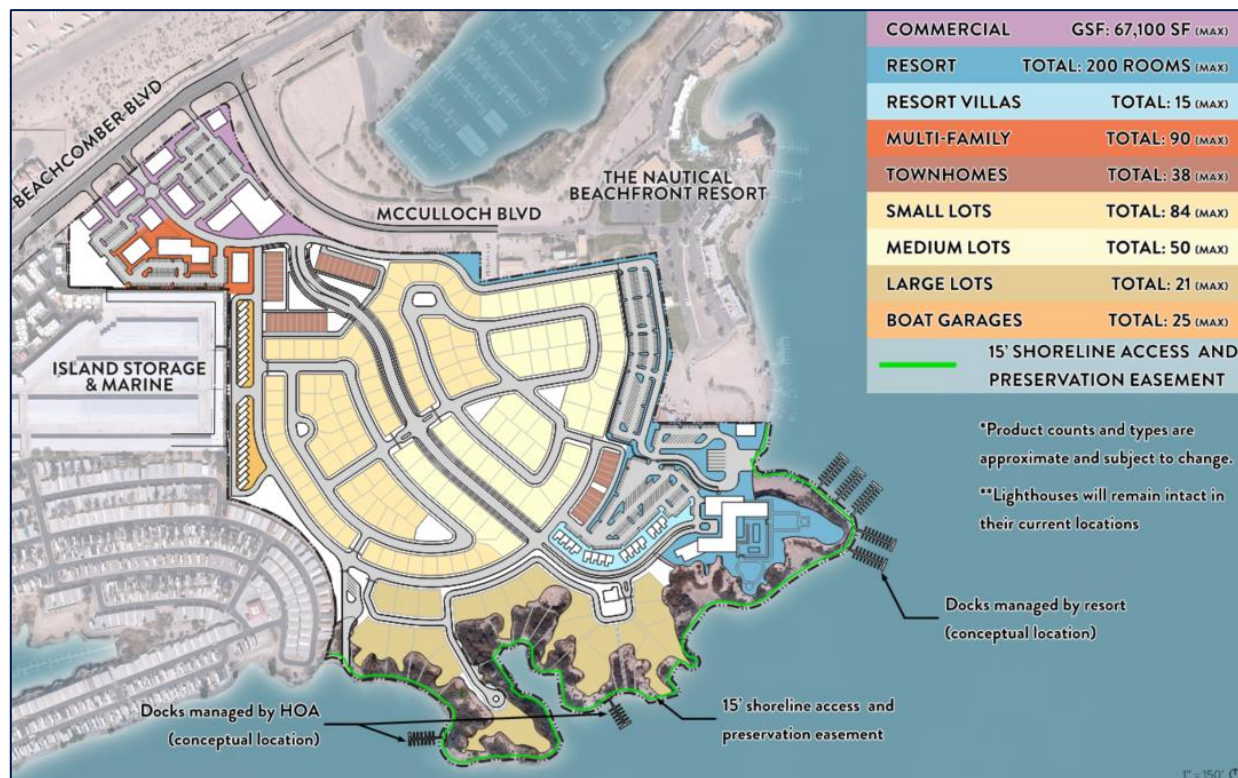 COMMERCIAL GSF: 67,100 SF (MAX)
RESORT TOTAL: 200 ROOMS (MAX)
RESORT VILLAS TOTAL: 15 (MAX)
MULTI-FAMILY TOTAL: 90 (MAX)
TOWNHOMES TOTAL: 38 (MAX)
SMALL LOTS TOTAL: 84 (MAX)
MEDIUM LOTS TOTAL: 50 (MAX)
LARGE LOTS TOTAL: 21 (MAX)
BOAT GARAGES TOTAL: 25 (MAX)
15' SHORELINE ACCESS AND
PRESERVATION EASEMENT
BEACHCOMBER BLVD
THE NAUTICAL
BEACHFRONT RESORT
MCCULLOCH BLVD
ISLAND STORAGE
& MARINE
*Product counts and types are
approximate and subject to change.
**Lighthouses will remain intact in
their current locations
Docks managed by resort
(conceptual location)
Docks managed by HOA
(conceptual location)
15' shoreline access and
preservation easement
1" = 150'